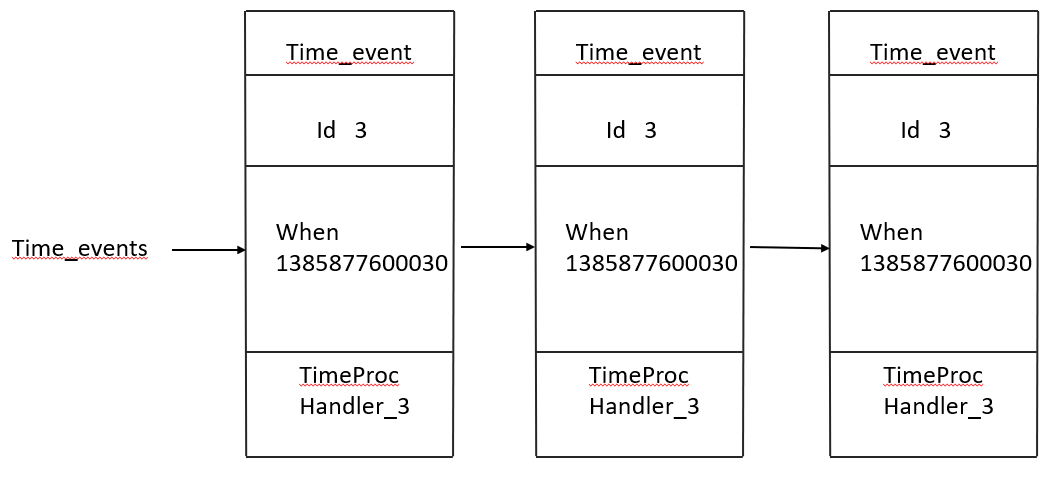 Time_events
Time_event
Id 3
When
1385877600030
TimeProc
Handler_3
Time_event
Id 3
When
1385877600030
TimeProc
Handler_3
Time_event
Id 3
When
1385877600030
TimeProc
Handler_3